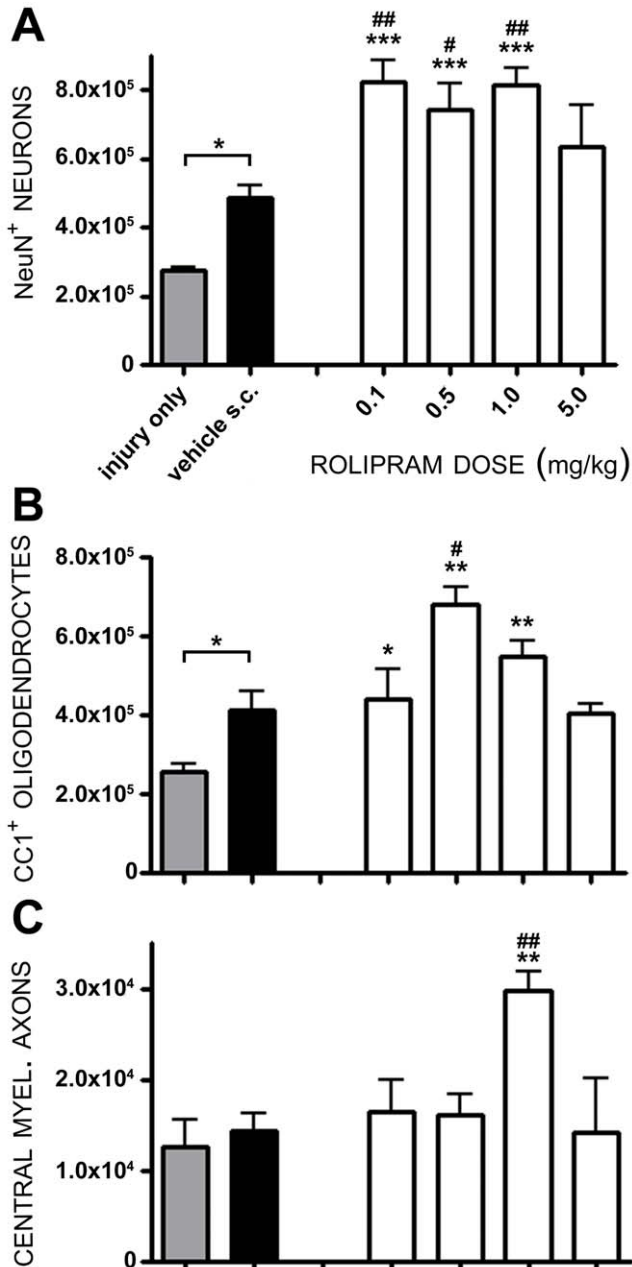 A
NeuN⁺ NEURONS
8.0x10⁵
6.0x10⁵
4.0x10⁵
2.0x10⁵
0
*
##
***
#
***
##
***
injury only
vehicle s.c.
0.1
0.5
1.0
5.0
ROLIPRAM DOSE (mg/kg)
B
CC1⁺ OLIGODENDROCYTES
8.0x10⁵
6.0x10⁵
4.0x10⁵
2.0x10⁵
0
*
*
#
**
**
C
CENTRAL MYEL. AXONS
3.0x10⁴
2.0x10⁴
1.0x10⁴
0
##
**